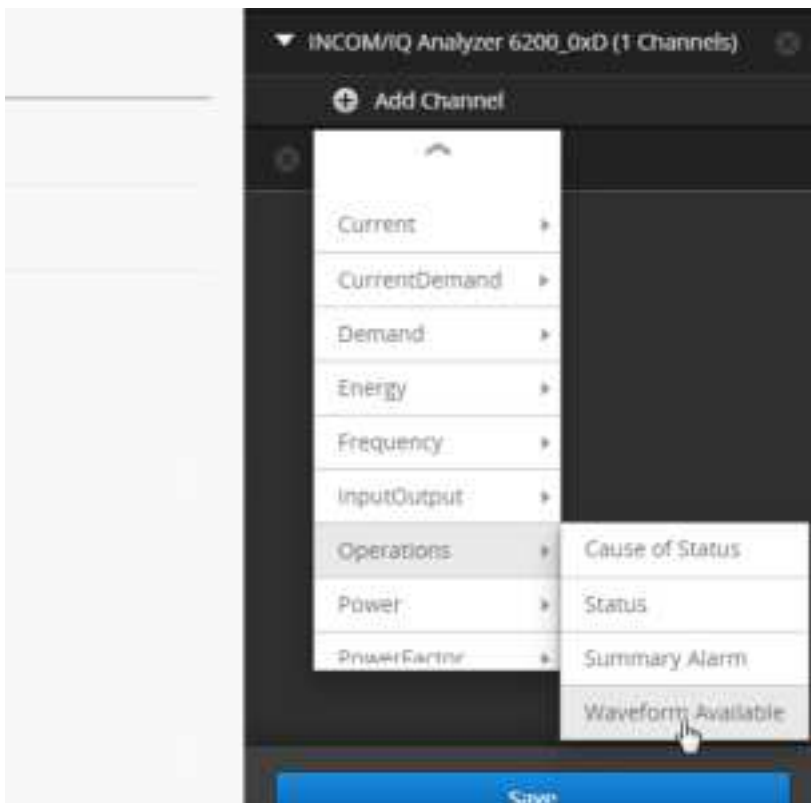 INCOM/IQ Analyzer 6200_0xD (1 Channels)
Add Channel
Current
CurrentDemand
Demand
Energy
Frequency
InputOutput
Operations
Cause of Status
Power
Status
PowerFactor
Summary Alarm
Waveform Available
Save